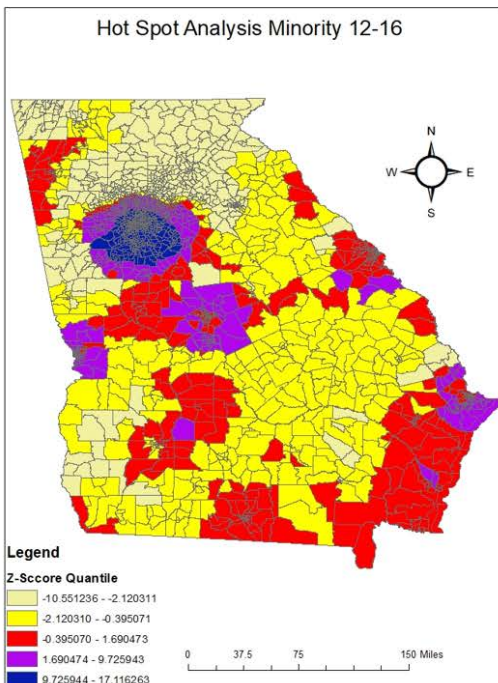 Hot Spot Analysis Minority 12-16
N
W E
S
Legend
Z-Sccore Quantile
-10.551236 - -2.120311
-2.120310 - -0.395071
-0.395070 - 1.690473
1.690474 - 9.725943
9.725944 - 17.116263
0 37.5 75 150 Miles